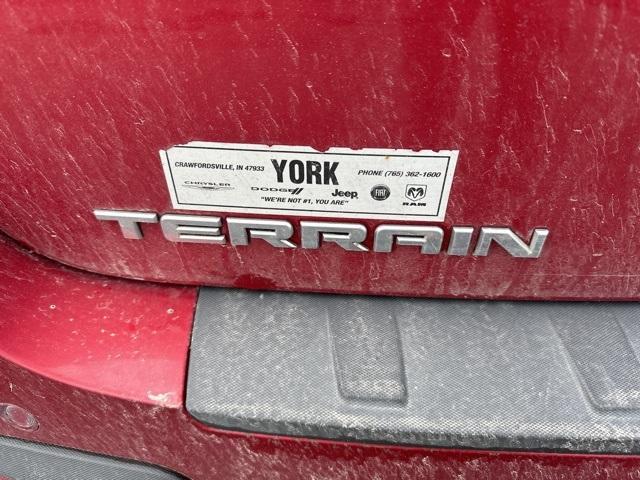 CRAWFORDSVILLE, IN 47933 YORK PHONE (765) 362-1600
CHRYSLER DODGE Jeep FIAT RAM
"WE'RE NOT #1, YOU ARE"
TERRAIN